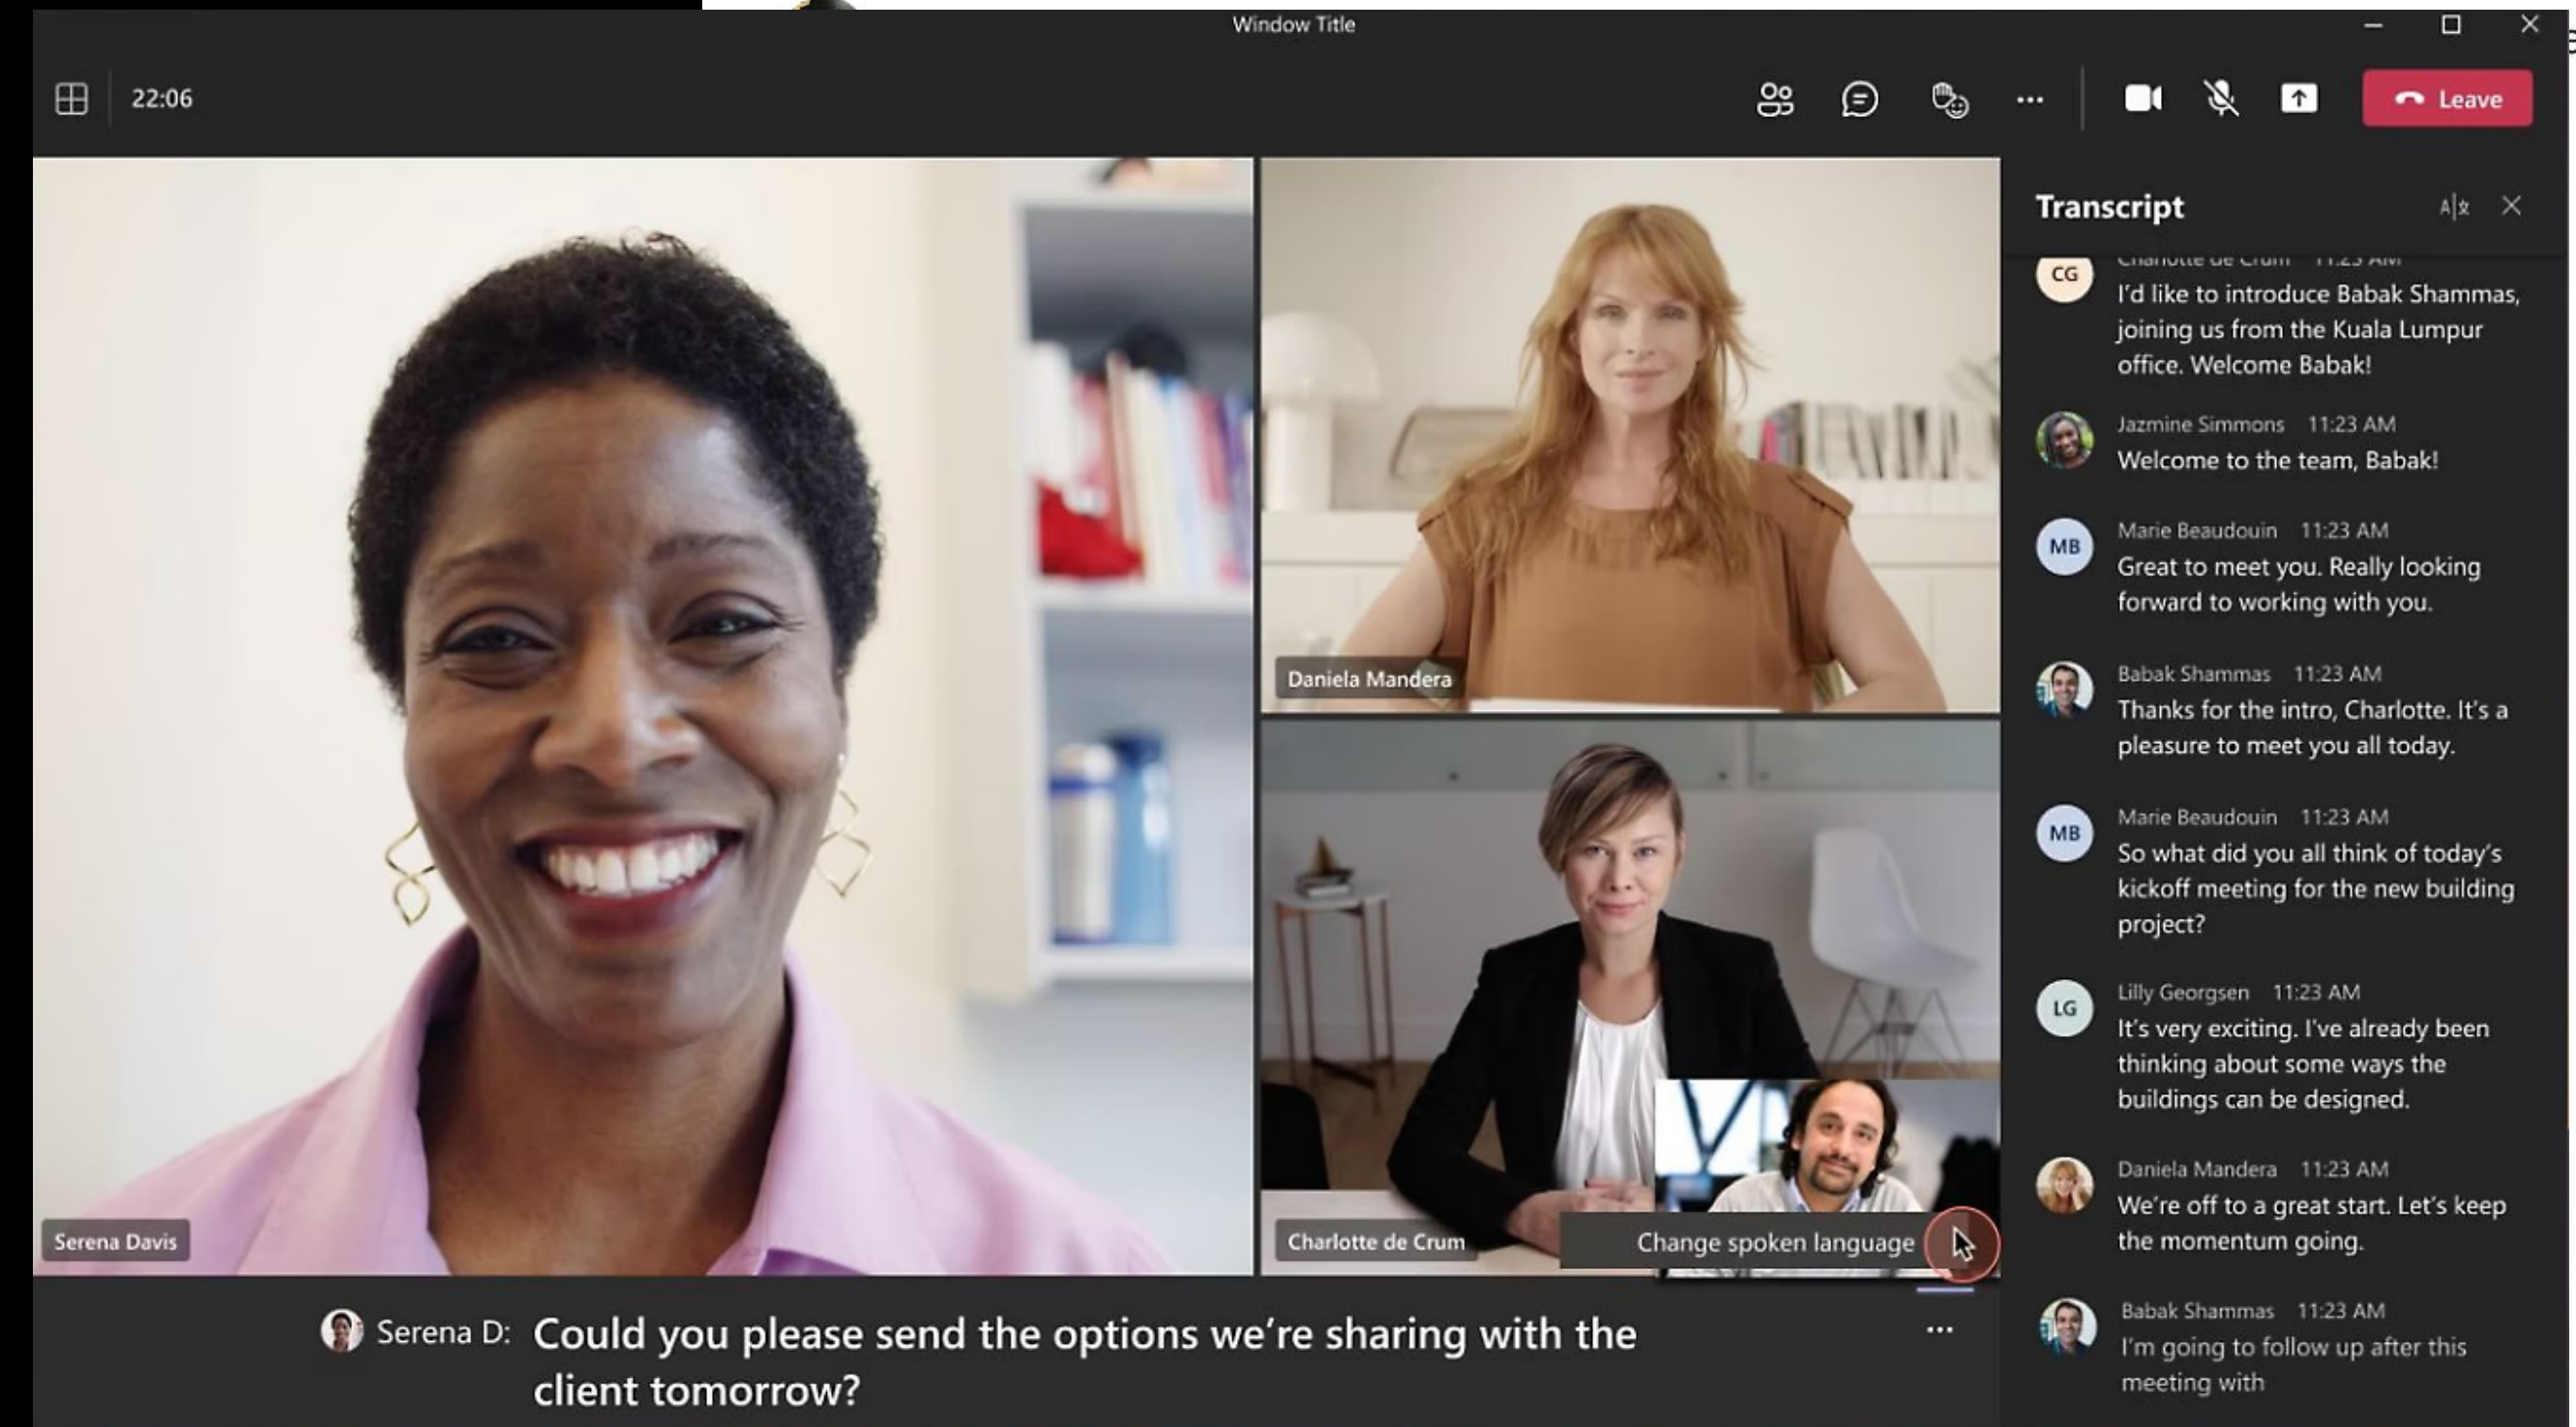 Window Title
22:06
Leave
Serena Davis
Daniela Mandera
Charlotte de Crum
Change spoken language
Serena D: Could you please send the options we're sharing with the
client tomorrow?
Transcript
CG
Charlotte de Crum 11:23 AM
I'd like to introduce Babak Shammas,
joining us from the Kuala Lumpur
office. Welcome Babak!
Jazmine Simmons 11:23 AM
Welcome to the team, Babak!
MB
Marie Beaudouin 11:23 AM
Great to meet you. Really looking
forward to working with you.
Babak Shammas 11:23 AM
Thanks for the intro, Charlotte. It's a
pleasure to meet you all today.
MB
Marie Beaudouin 11:23 AM
So what did you all think of today's
kickoff meeting for the new building
project?
LG
Lilly Georgsen 11:23 AM
It's very exciting. I've already been
thinking about some ways the
buildings can be designed.
Daniela Mandera 11:23 AM
We're off to a great start. Let's keep
the momentum going.
Babak Shammas 11:23 AM
I'm going to follow up after this
meeting with